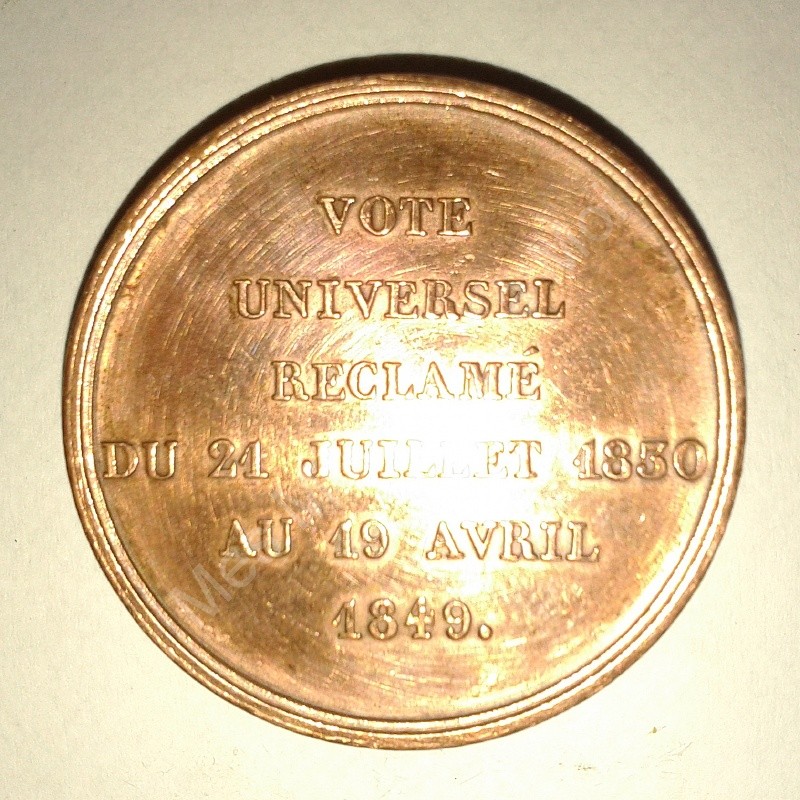 VOTE
UNIVERSEL
RECLAMÉ
DU 21 JUILLET 1830
AU 19 AVRIL
1849.